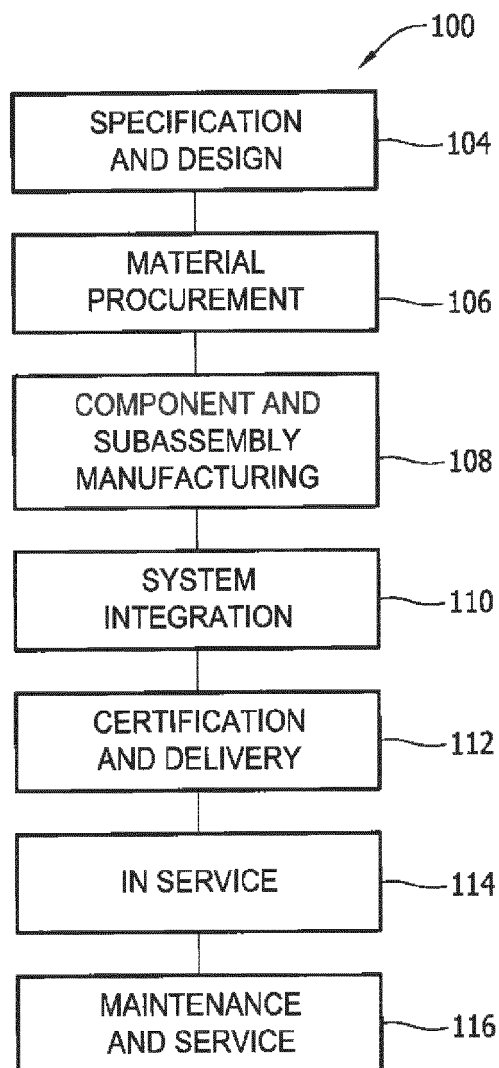 100
SPECIFICATION
AND DESIGN
104
MATERIAL
PROCUREMENT
106
COMPONENT AND
SUBASSEMBLY
MANUFACTURING
108
SYSTEM
INTEGRATION
110
CERTIFICATION
AND DELIVERY
112
IN SERVICE
114
MAINTENANCE
AND SERVICE
116